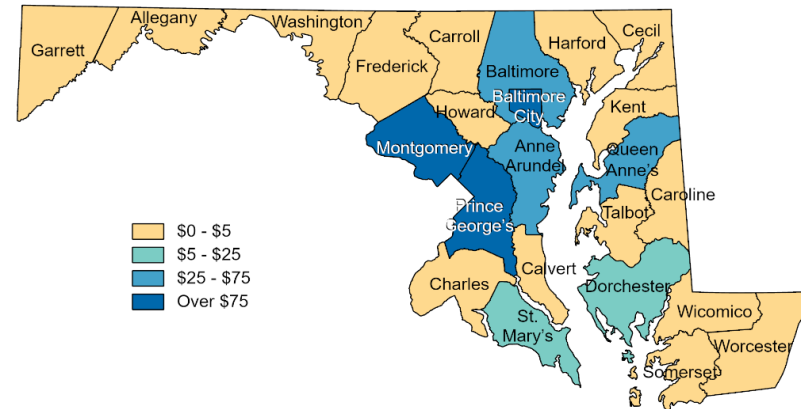 Garrett
Allegany
Washington
Frederick
Carroll
Baltimore
Harford
Cecil
Baltimore
City
Howard
Kent
Montgomery
Anne
Arundel
Queen
Anne's
Prince
George's
Talbot
Caroline
$0 - $5
$5 - $25
$25 - $75
Over $75
Charles
Calvert
Dorchester
St.
Mary's
Wicomico
Worcester
Somerset